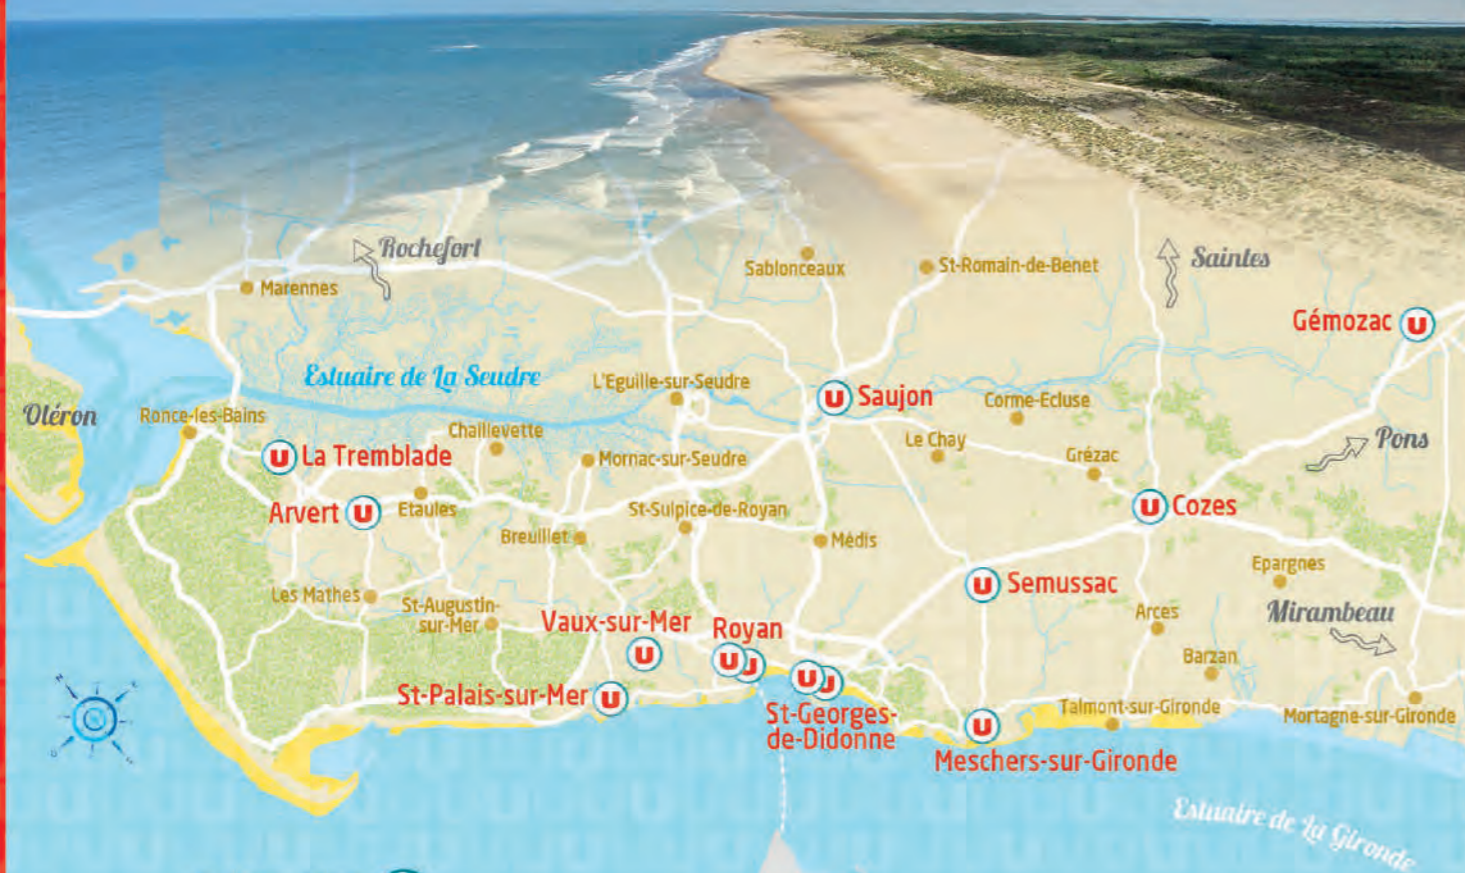 Rochefort
Saintes
Sablonceaux
St-Romain-de-Benet
Marennes
Gémozac
U
Estuaire de La Seudre
L'Eguille-sur-Seudre
U
Saujon
Corme-Ecluse
Oléron
Ronce-les-Bains
Chaillevette
Le Chay
Pons
U
La Tremblade
Mornac-sur-Seudre
Grézac
Arvert
U
Etaules
St-Sulpice-de-Royan
U
Cozes
Breuillet
Médis
Epargnes
U
Semussac
Les Mathes
St-Augustin-
sur-Mer
Arces
Mirambeau
Vaux-sur-Mer
Royan
U
U
U
Barzan
St-Palais-sur-Mer
U
U
U
St-Georges-
de-Didonne
U
Talmont-sur-Gironde
Mortagne-sur-Gironde
Meschers-sur-Gironde
Estuaire de La Gironde